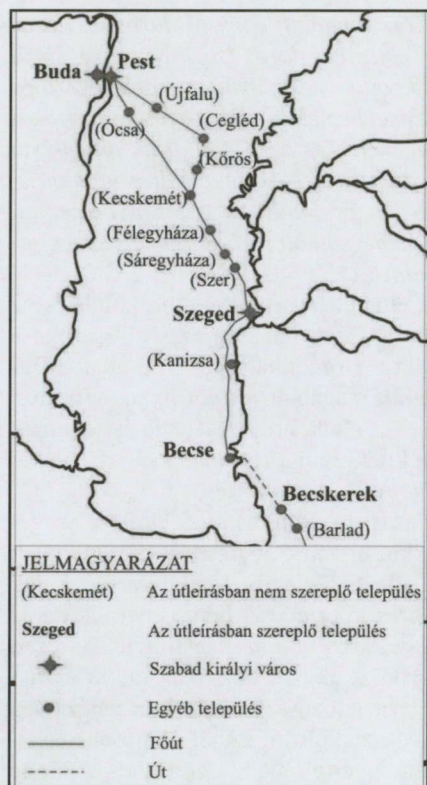 Buda
Pest
(Újfalu)
(Ócsa)
(Cegléd)
(Kőrös)
(Kecskemét)
(Félegyháza)
(Sáregyháza)
(Szer)
Szeged
(Kanizsa)
Becse
Becskerek
(Barlad)
JELMAGYARÁZAT
(Kecskemét) Az útleírásban nem szereplő település
Szeged Az útleírásban szereplő település
Szabad királyi város
Egyéb település
Főút
Út